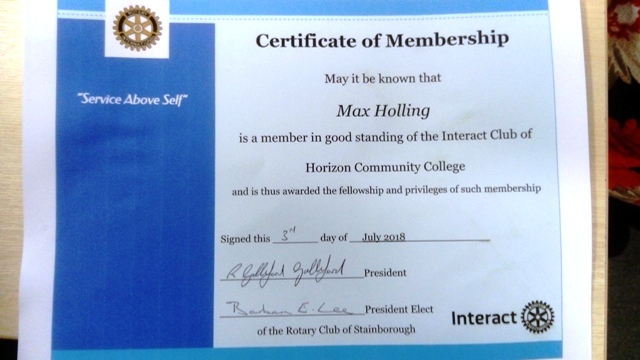 Certificate of Membership
"Service Above Self"
May it be known that
Max Holling
is a member in good standing of the Interact Club of
Horizon Community College
and is thus awarded the fellowship and privileges of such membership
Signed this 3rd day of July 2018
R President
Barbara E. Lee President Elect
of the Rotary Club of Stainborough
Interact